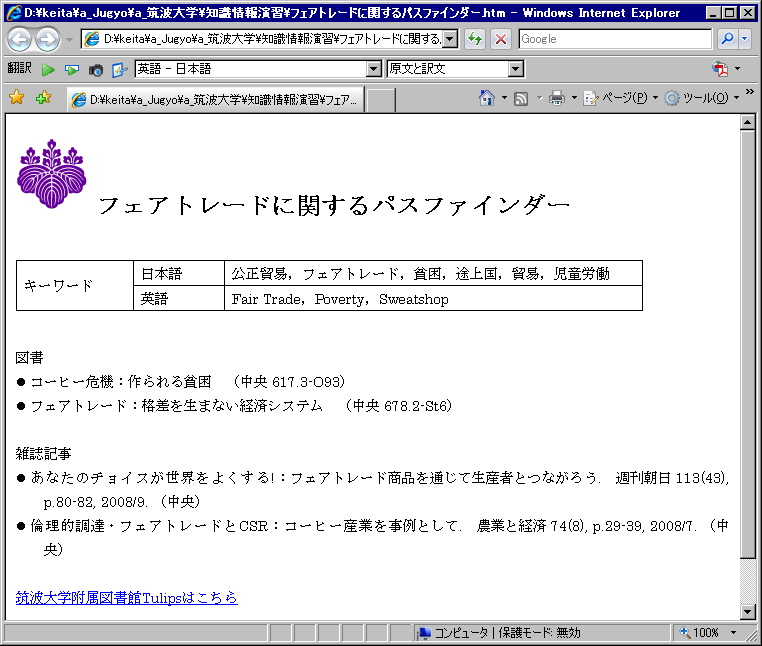 D:¥keita¥a_Jugyo¥a_筑波大学¥知識情報演習¥フェアトレードに関するパスファインダー.htm - Windows Internet Explorer
D:¥keita¥a_Jugyo¥a_筑波大学¥知識情報演習¥フェアトレードに関する.
Google
翻訳
英語 - 日本語
原文と訳文
D:¥keita¥a_Jugyo¥a_筑波大学¥知識情報演習¥フェア...
ページ(P)
ツール(O)
»
フェアトレードに関するパスファインダー
キーワード
日本語
公正貿易，フェアトレード，貧困，途上国，貿易，児童労働
英語
Fair Trade，Poverty，Sweatshop
図書
●コーヒー危機：作られる貧困　（中央 617.3-O93）
●フェアトレード：格差を生まない経済システム　（中央 678.2-St6）
雑誌記事
●あなたのチョイスが世界をよくする!：フェアトレード商品を通じて生産者とつながろう．　週刊朝日 113(43),
p.80-82, 2008/9. （中央）
●倫理的調達・フェアトレードとCSR：コーヒー産業を事例として．　農業と経済 74(8), p.29-39, 2008/7. （中
央）
筑波大学附属図書館Tulipsはこちら
コンピュータ | 保護モード: 無効
100%